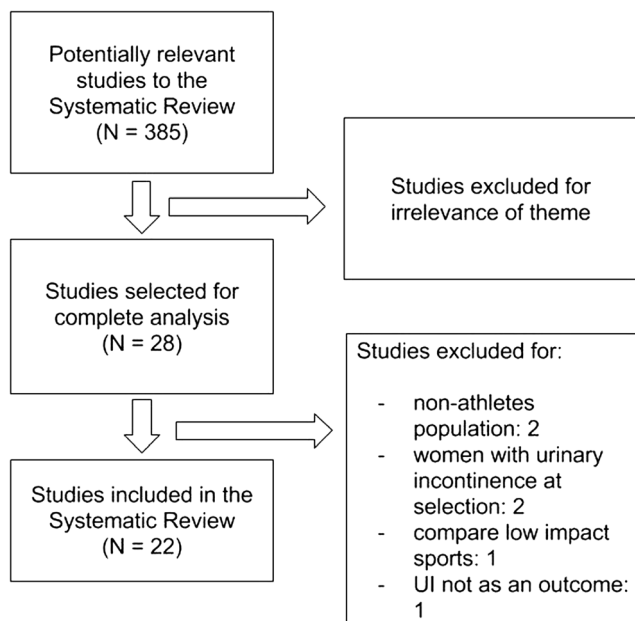 Potentially relevant
studies to the
Systematic Review
(N = 385)
Studies excluded for
irrelevance of theme
Studies selected for
complete analysis
(N = 28)
Studies excluded for:
- non-athletes
population: 2
- women with urinary
incontinence at
selection: 2
- compare low impact
sports: 1
- UI not as an outcome:
1
Studies included in the
Systematic Review
(N = 22)